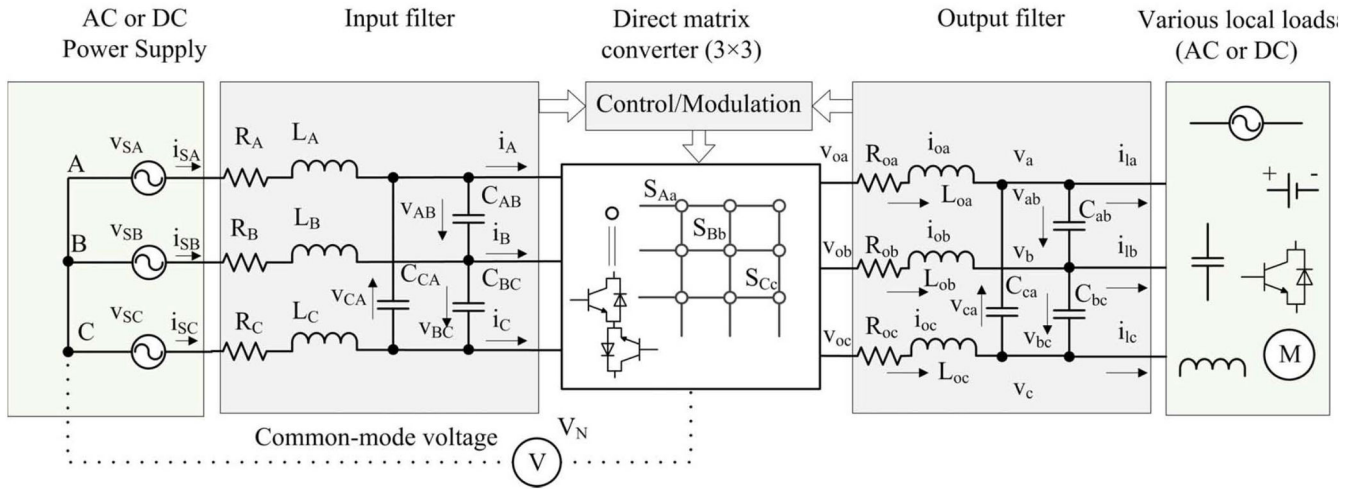 AC or DC
Power Supply
Input filter
Direct matrix
converter (3×3)
Output filter
Various local loads
(AC or DC)
Control/Modulation
A
vSA
iSA
RA
LA
iA
vAB
CAB
B
vSB
iSB
RB
LB
iB
CCA
CBC
vCA
vBC
C
vSC
iSC
RC
LC
iC
SAa
SBb
SCc
voa
Roa
ioa
Loa
va
vab
Cab
ila
vob
Rob
iob
Lob
vb
ilb
Cca
Cbc
vca
vbc
voc
Roc
ioc
Loc
vc
ilc
+ -
M
Common-mode voltage
VN
V